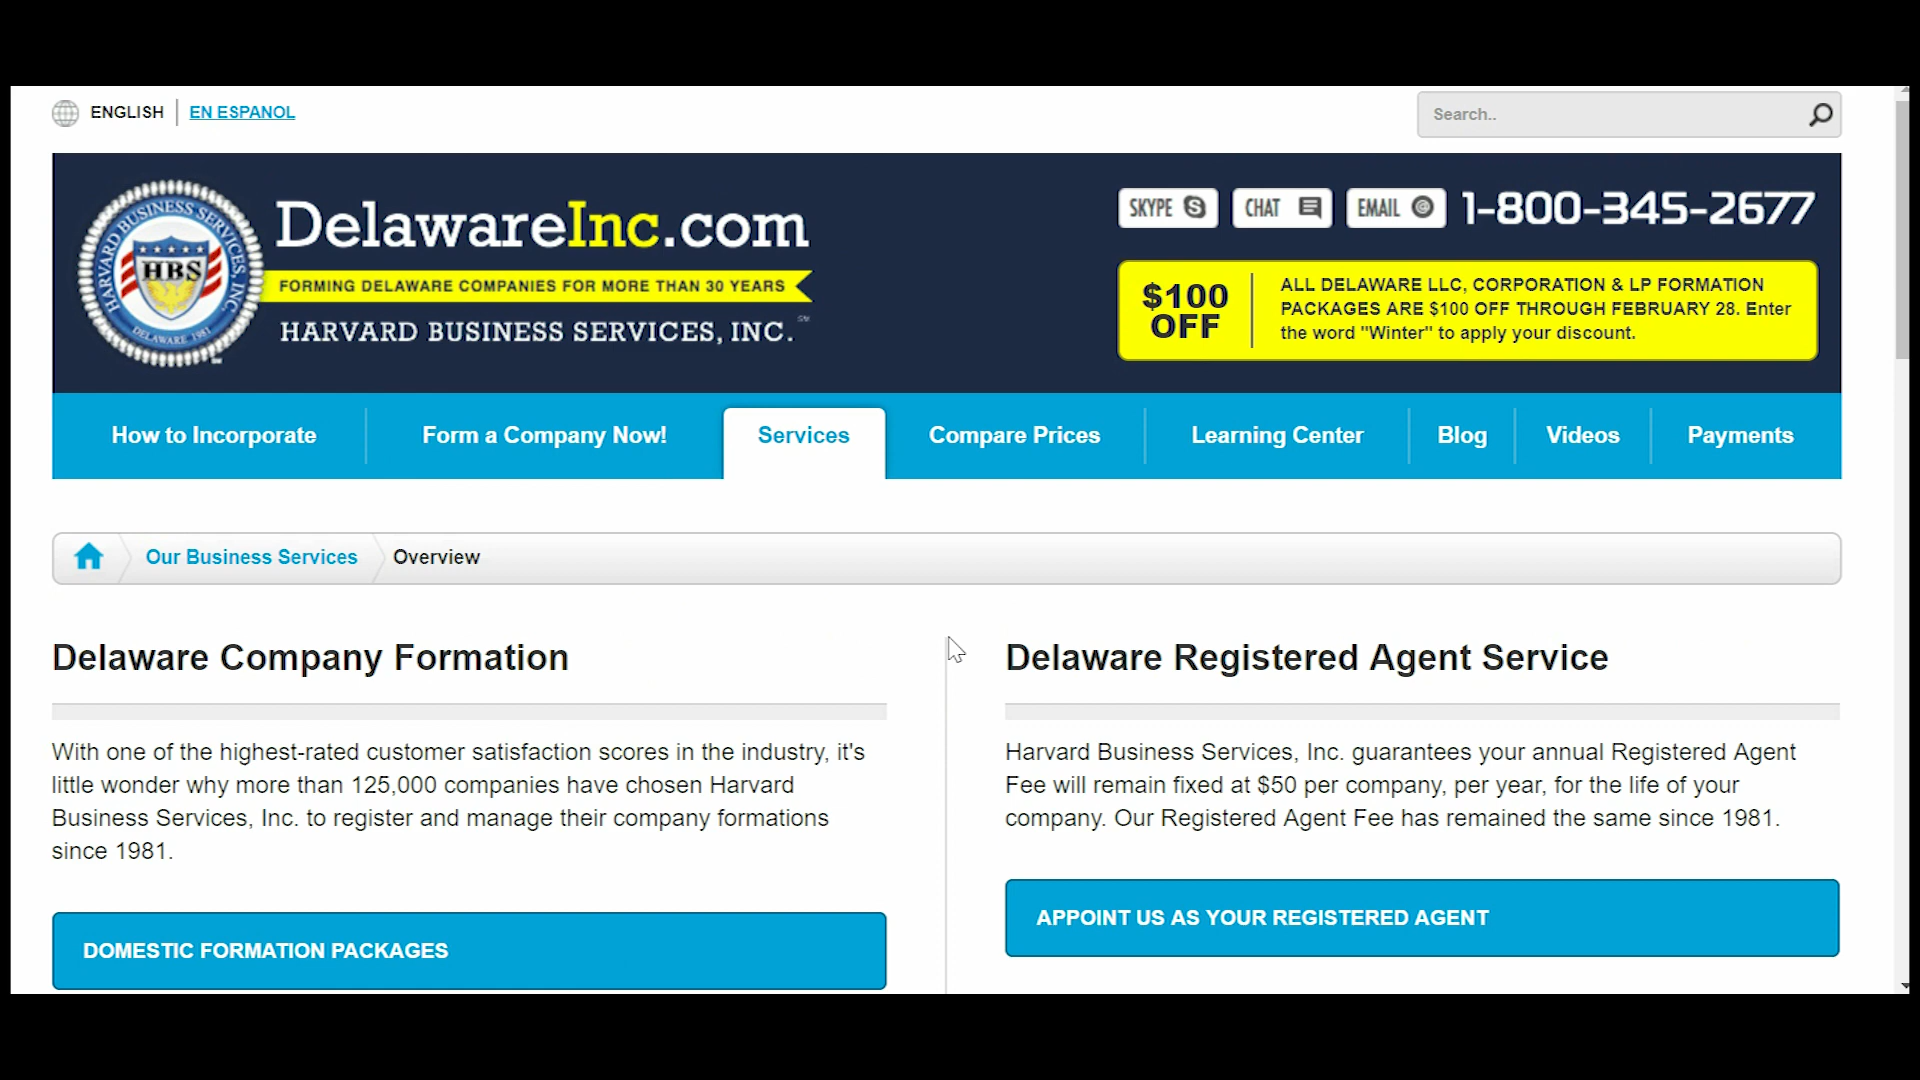 ENGLISH
EN ESPANOL
Search..
HARVARD BUSINESS SERVICES, INC.
HBS
DELAWARE 1981
DelawareInc.com
FORMING DELAWARE COMPANIES FOR MORE THAN 30 YEARS
HARVARD BUSINESS SERVICES, INC. SM
SKYPE
CHAT
EMAIL
1-800-345-2677
$100
OFF
ALL DELAWARE LLC, CORPORATION & LP FORMATION
PACKAGES ARE $100 OFF THROUGH FEBRUARY 28. Enter
the word "Winter" to apply your discount.
How to Incorporate
Form a Company Now!
Services
Compare Prices
Learning Center
Blog
Videos
Payments
Our Business Services
Overview
Delaware Company Formation
With one of the highest-rated customer satisfaction scores in the industry, it's
little wonder why more than 125,000 companies have chosen Harvard
Business Services, Inc. to register and manage their company formations
since 1981.
DOMESTIC FORMATION PACKAGES
Delaware Registered Agent Service
Harvard Business Services, Inc. guarantees your annual Registered Agent
Fee will remain fixed at $50 per company, per year, for the life of your
company. Our Registered Agent Fee has remained the same since 1981.
APPOINT US AS YOUR REGISTERED AGENT